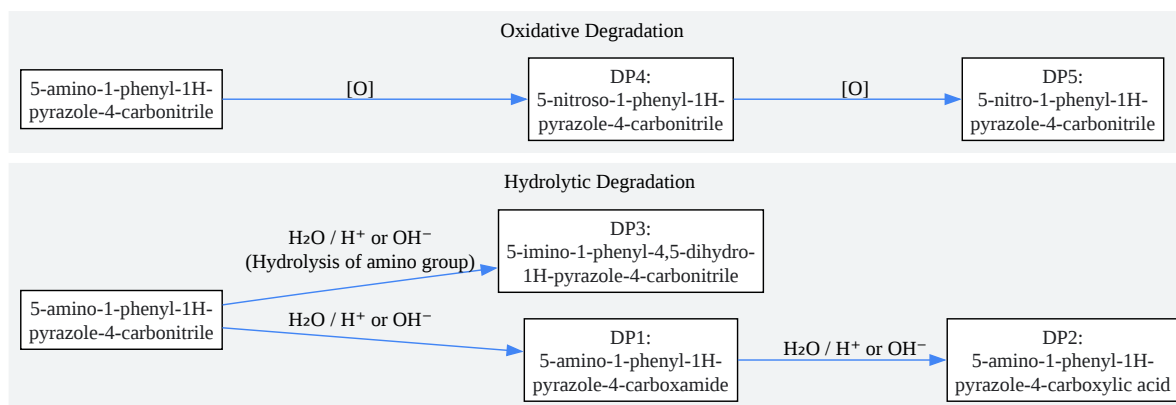 Oxidative Degradation
5-amino-1-phenyl-1H-
pyrazole-4-carbonitrile
[O]
DP4:
5-nitroso-1-phenyl-1H-
pyrazole-4-carbonitrile
[O]
DP5:
5-nitro-1-phenyl-1H-
pyrazole-4-carbonitrile
Hydrolytic Degradation
5-amino-1-phenyl-1H-
pyrazole-4-carbonitrile
H₂O / H⁺ or OH⁻
(Hydrolysis of amino group)
DP3:
5-imino-1-phenyl-4,5-dihydro-
1H-pyrazole-4-carbonitrile
H₂O / H⁺ or OH⁻
DP1:
5-amino-1-phenyl-1H-
pyrazole-4-carboxamide
H₂O / H⁺ or OH⁻
DP2:
5-amino-1-phenyl-1H-
pyrazole-4-carboxylic acid